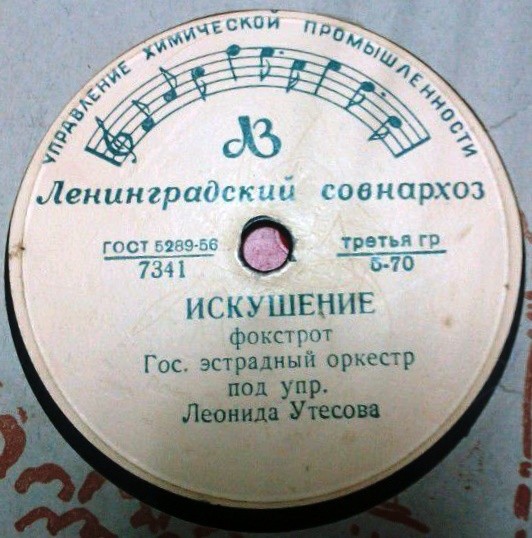 УПРАВЛЕНИЕ ХИМИЧЕСКОЙ ПРОМЫШЛЕННОСТИ
ЛЗ
Ленинградский совнархоз
ГОСТ 5289-56
7341
третья гр
5-70
ИСКУШЕНИЕ
фокстрот
Гос. эстрадный оркестр
под упр.
Леонида Утесова